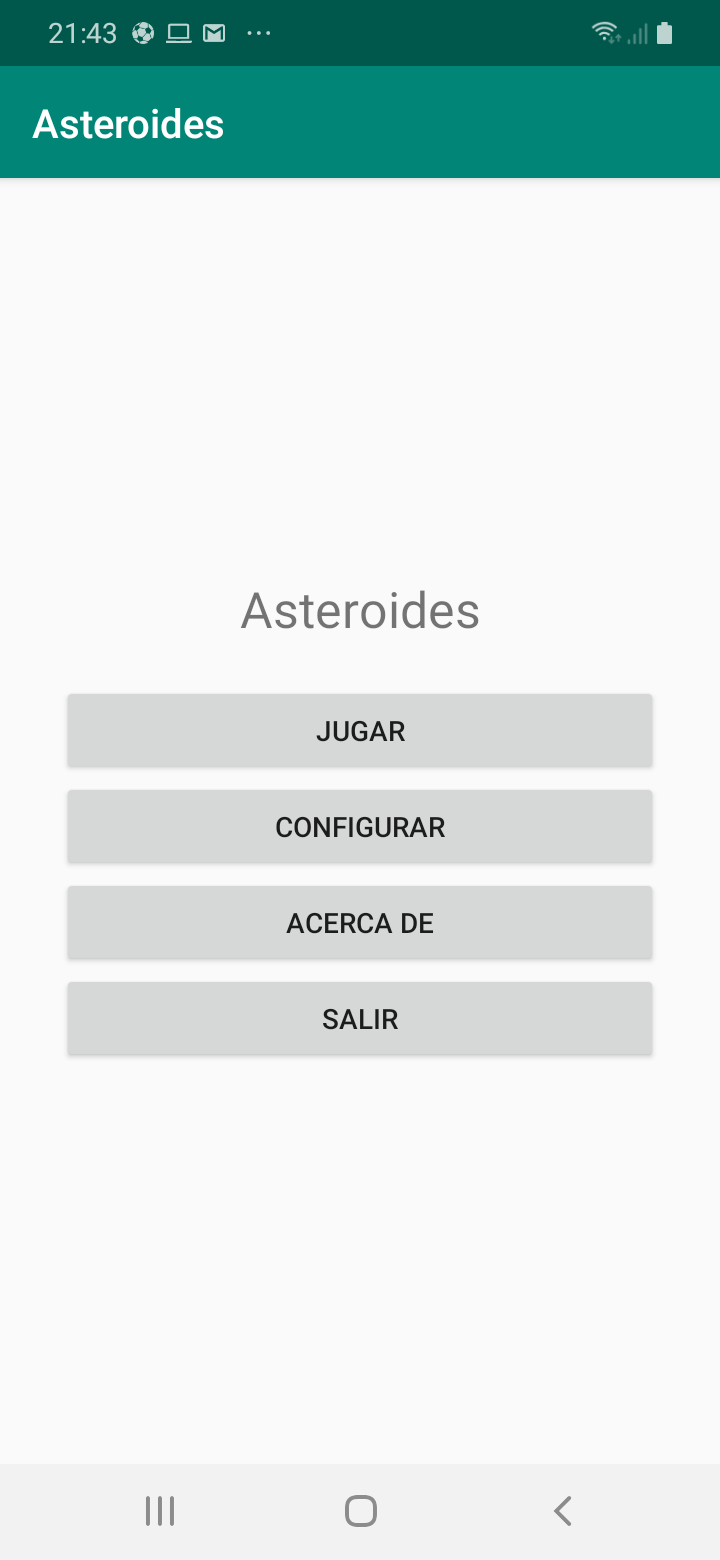 21:43
Asteroides
Asteroides
JUGAR
CONFIGURAR
ACERCA DE
SALIR